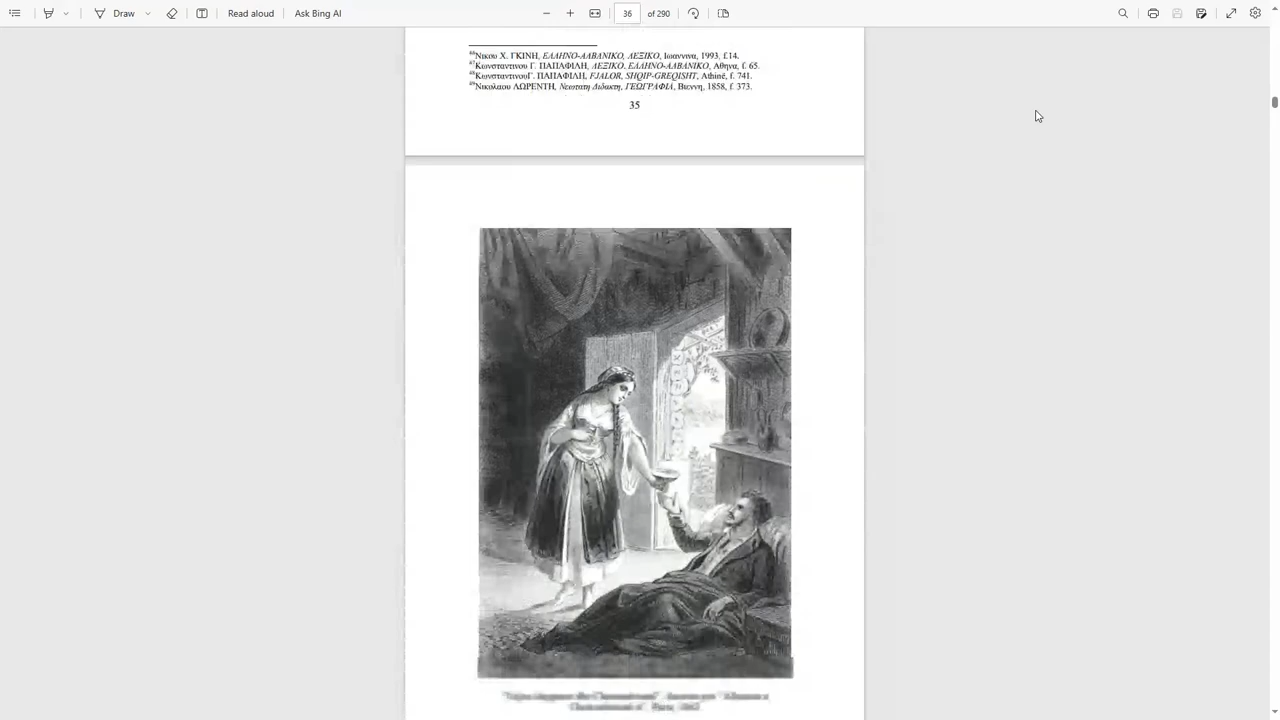 Draw
Read aloud
Ask Bing AI
36
of 290
⁶⁶Νικου Χ. ΓΚΙΝΗ, ΕΛΛΗΝΟ-ΑΛΒΑΝΙΚΟ, ΛΕΞΙΚΟ, Ιωαννινα, 1993, f.14.
⁶⁷Κωνσταντινου Γ. ΠΑΠΑΦΙΛΗ, ΛΕΞΙΚΟ, ΕΛΛΗΝΟ-ΑΛΒΑΝΙΚΟ, Αθηνα, f. 65.
⁶⁸ΚωνσταντινουΓ. ΠΑΠΑΦΙΛΗ, FJALOR, SHQIP-GREQISHT, Athinë, f. 741.
⁶⁹Νικολαου ΛΩΡΕΝΤΗ, Νεωτατη Διδακτη, ΓΕΩΓΡΑΦΙΑ, Βιεννη, 1858, f. 373.
35